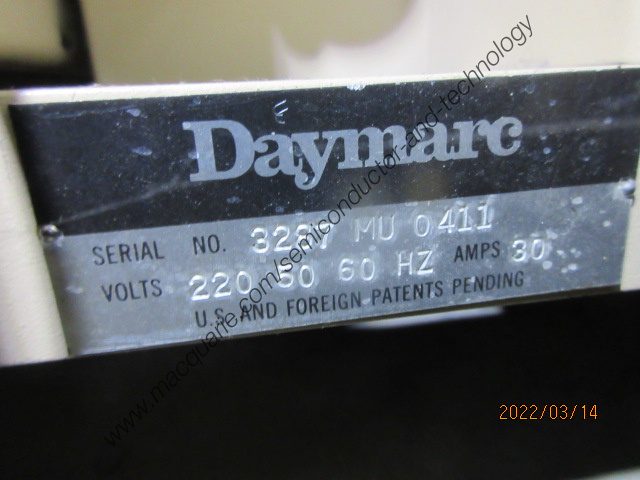 Daymarc
SERIAL NO. 3287 MU 0411
VOLTS 220 50 60 HZ AMPS 30
U.S. AND FOREIGN PATENTS PENDING
www.macquarie.com/semiconductor-and-technology
2022/03/14